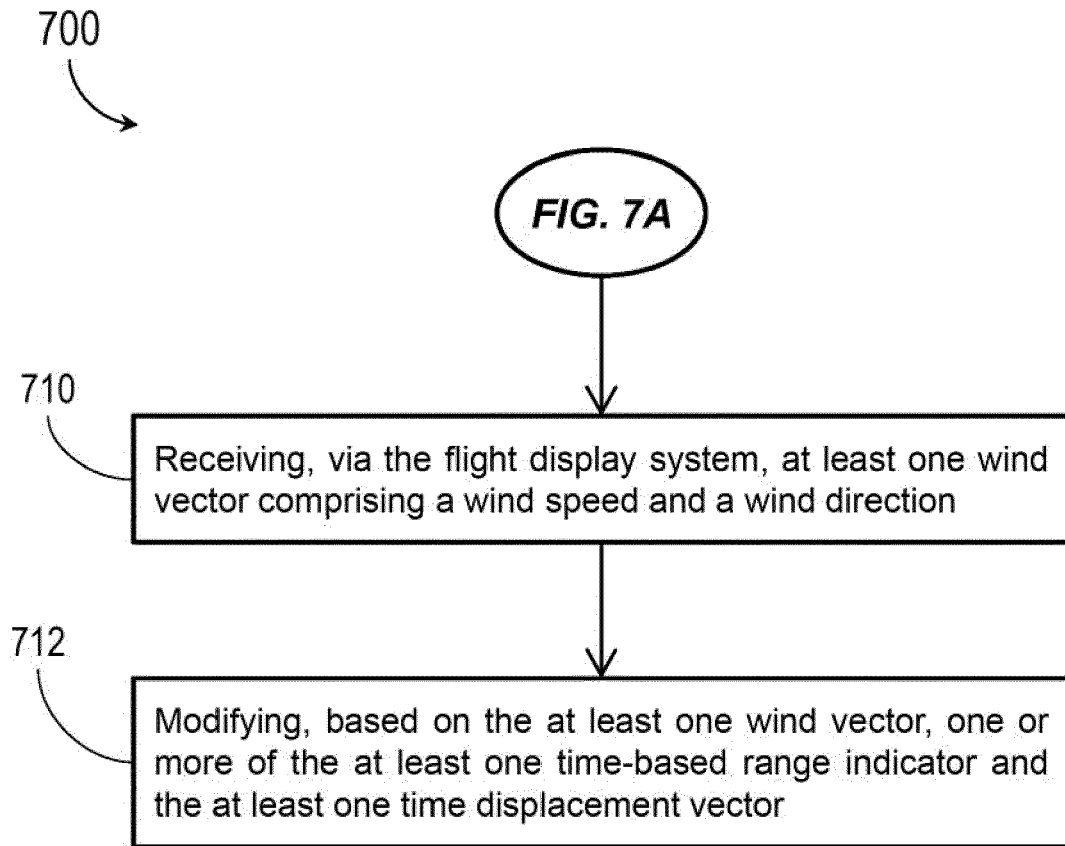 700
FIG. 7A
710
Receiving, via the flight display system, at least one wind
vector comprising a wind speed and a wind direction
712
Modifying, based on the at least one wind vector, one or
more of the at least one time-based range indicator and
the at least one time displacement vector